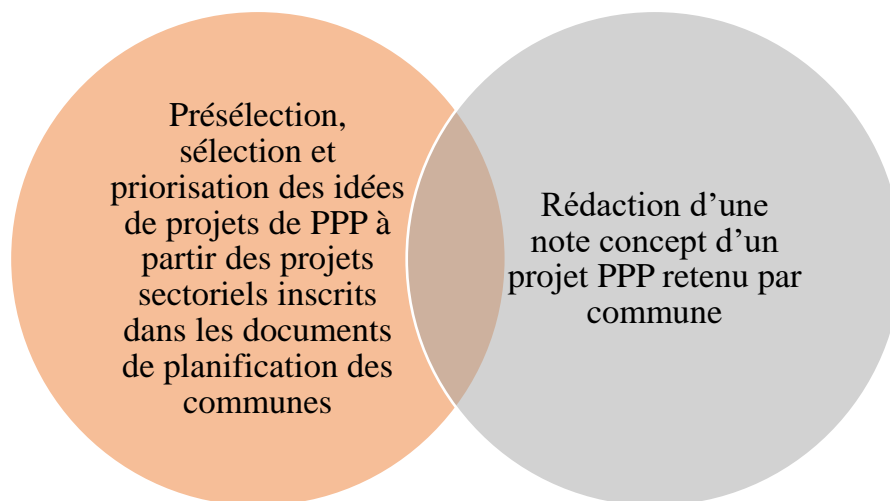 Présélection,
sélection et
priorisation des idées
de projets de PPP à
partir des projets
sectoriels inscrits
dans les documents
de planification des
communes
Rédaction d’une
note concept d’un
projet PPP retenu par
commune